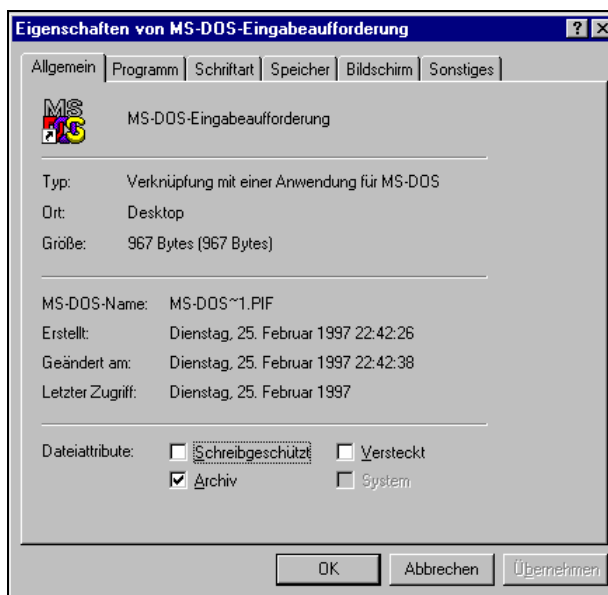 Eigenschaften von MS-DOS-Eingabeaufforderung
Allgemein Programm Schriftart Speicher Bildschirm Sonstiges
MS
DOS
MS-DOS-Eingabeaufforderung
Typ: Verknüpfung mit einer Anwendung für MS-DOS
Ort: Desktop
Größe: 967 Bytes (967 Bytes)
MS-DOS-Name: MS-DOS~1.PIF
Erstellt: Dienstag, 25. Februar 1997 22:42:26
Geändert am: Dienstag, 25. Februar 1997 22:42:38
Letzter Zugriff: Dienstag, 25. Februar 1997
Dateiattribute: Schreibgeschützt Versteckt
Archiv System
OK Abbrechen Übernehmen